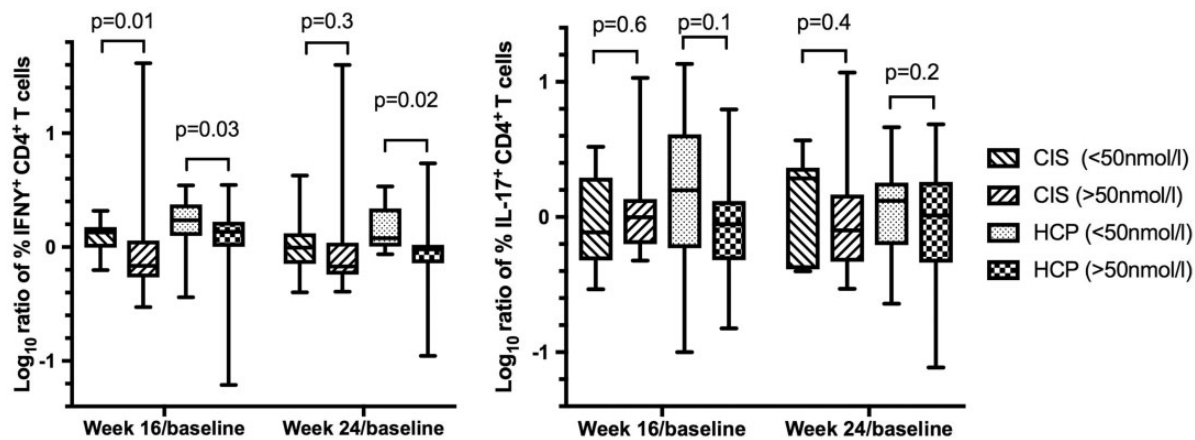 p=0.01
p=0.3
p=0.03
p=0.02
1
0
-1
Log10 ratio of % IFNY+ CD4+ T cells
Week 16/baseline
Week 24/baseline
p=0.6
p=0.1
p=0.4
p=0.2
1
0
-1
Log10 ratio of % IL-17+ CD4+ T cells
Week 16/baseline
Week 24/baseline
CIS (<50nmol/l)
CIS (>50nmol/l)
HCP (<50nmol/l)
HCP (>50nmol/l)